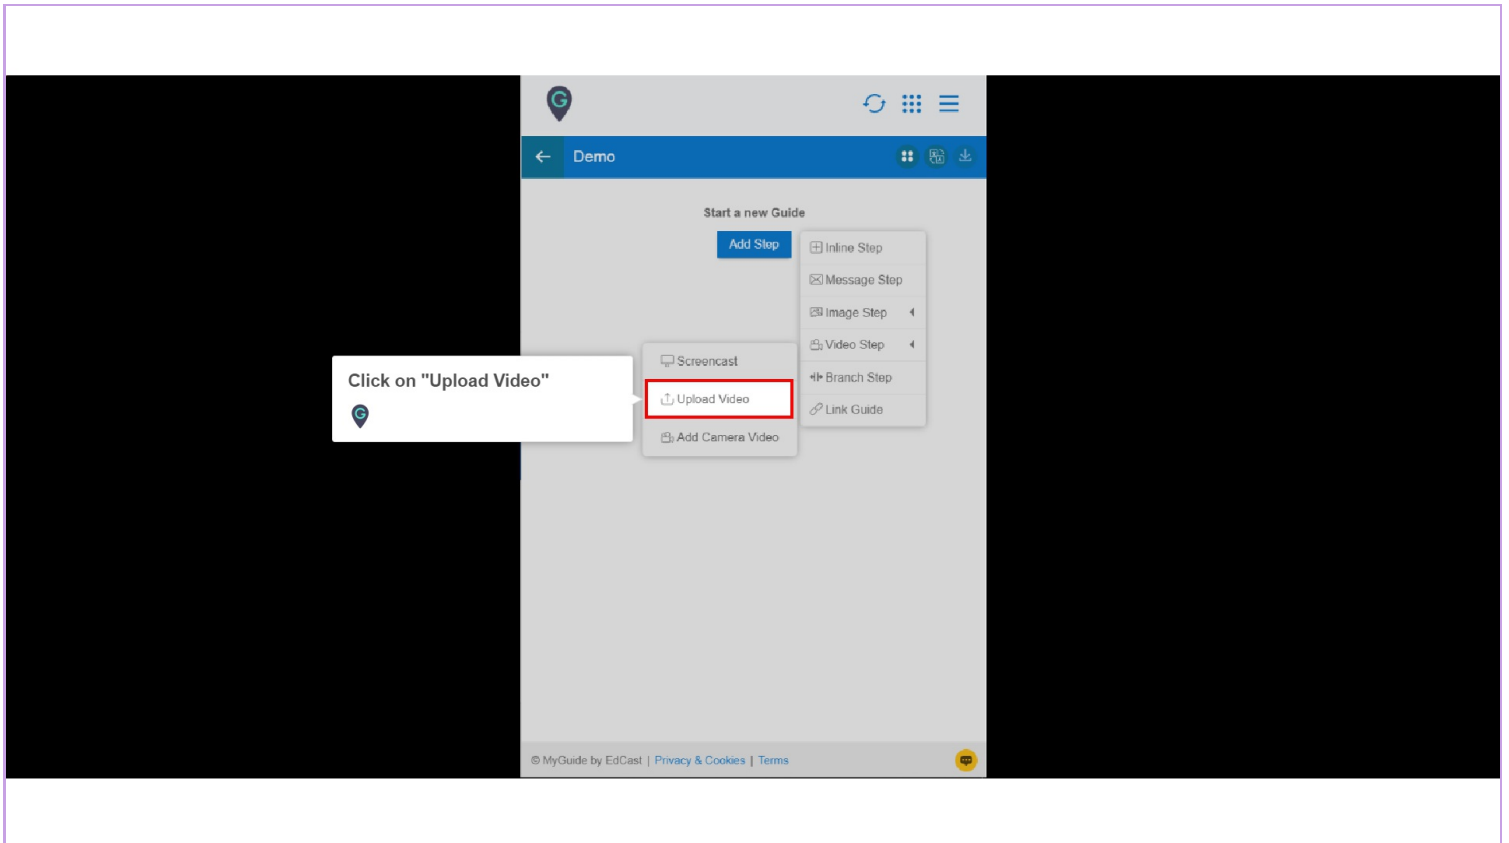 G
Demo
Start a new Guide
Add Step
Inline Step
Message Step
Image Step
Video Step
Branch Step
Link Guide
Screencast
Upload Video
Add Camera Video
Click on "Upload Video"
G
© MyGuide by EdCast | Privacy & Cookies | Terms